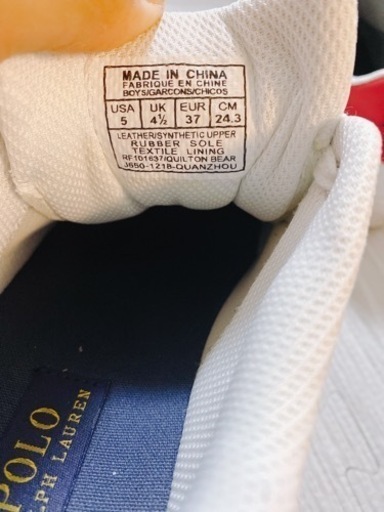 MADE IN CHINA
FABRIQUE EN CHINE
BOYS/GARCONS/CHICOS
USA UK EUR CM
5 4½ 37 24.3
LEATHER/SYNTHETIC UPPER
RUBBER SOLE
TEXTILE LINING
RF101637/QUILTON BEAR
J650-1218-QUANZHOU
POLO
LPH LAUREN